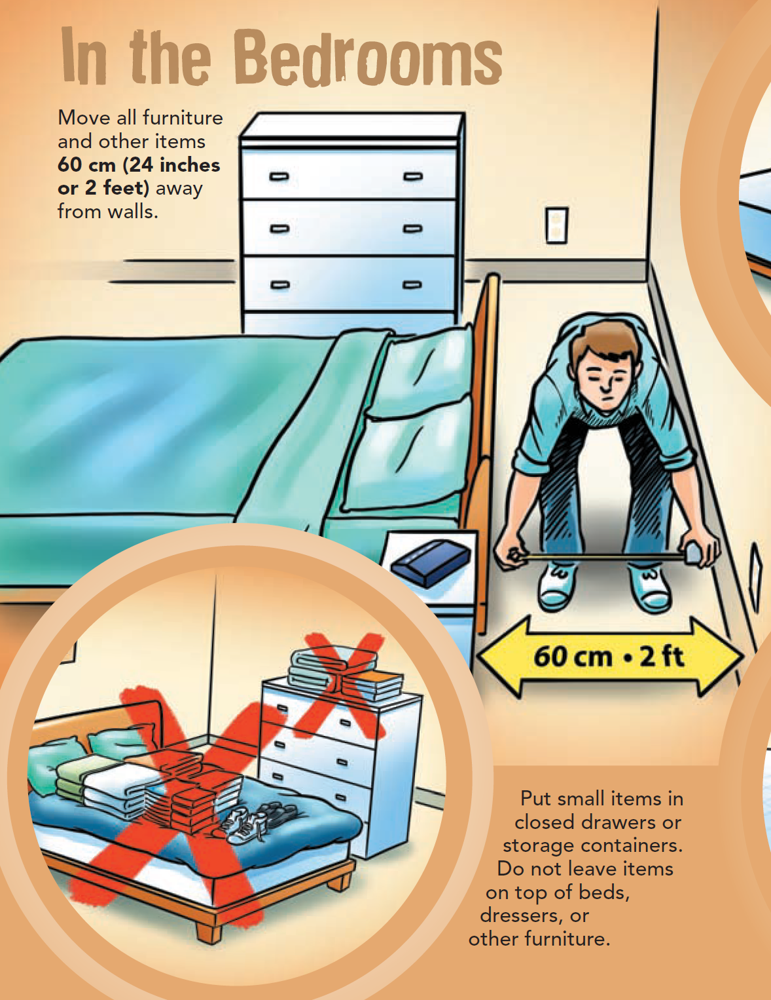 In the Bedrooms
Move all furniture
and other items
60 cm (24 inches
or 2 feet) away
from walls.
60 cm • 2 ft
Put small items in
closed drawers or
storage containers.
Do not leave items
on top of beds,
dressers, or
other furniture.